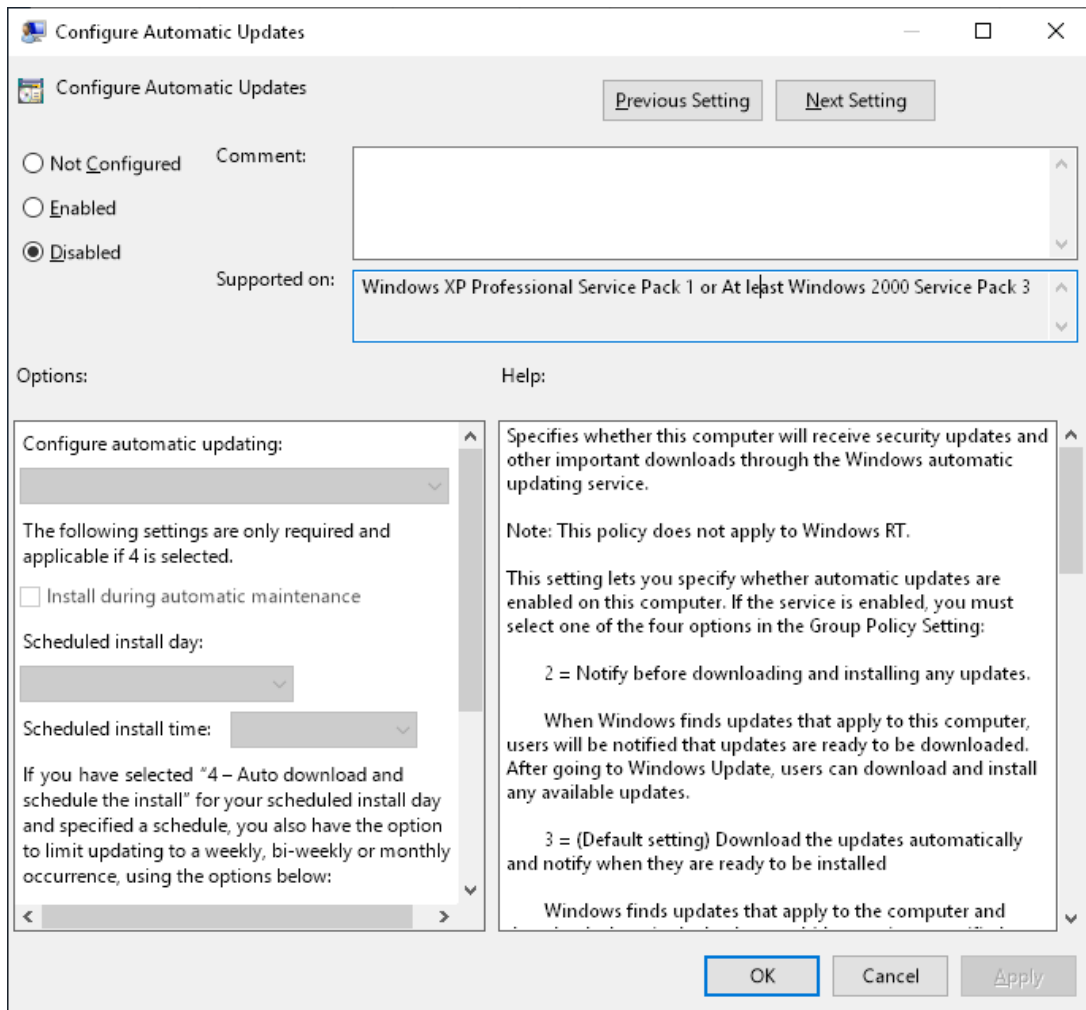 Configure Automatic Updates
Configure Automatic Updates
Previous Setting
Next Setting
Not Configured
Enabled
Disabled
Comment:
Supported on:
Windows XP Professional Service Pack 1 or At least Windows 2000 Service Pack 3
Options:
Help:
Configure automatic updating:
The following settings are only required and
applicable if 4 is selected.
Install during automatic maintenance
Scheduled install day:
Scheduled install time:
If you have selected “4 – Auto download and
schedule the install” for your scheduled install day
and specified a schedule, you also have the option
to limit updating to a weekly, bi-weekly or monthly
occurrence, using the options below:
Specifies whether this computer will receive security updates and
other important downloads through the Windows automatic
updating service.
Note: This policy does not apply to Windows RT.
This setting lets you specify whether automatic updates are
enabled on this computer. If the service is enabled, you must
select one of the four options in the Group Policy Setting:
2 = Notify before downloading and installing any updates.
When Windows finds updates that apply to this computer,
users will be notified that updates are ready to be downloaded.
After going to Windows Update, users can download and install
any available updates.
3 = (Default setting) Download the updates automatically
and notify when they are ready to be installed
Windows finds updates that apply to the computer and
OK
Cancel
Apply